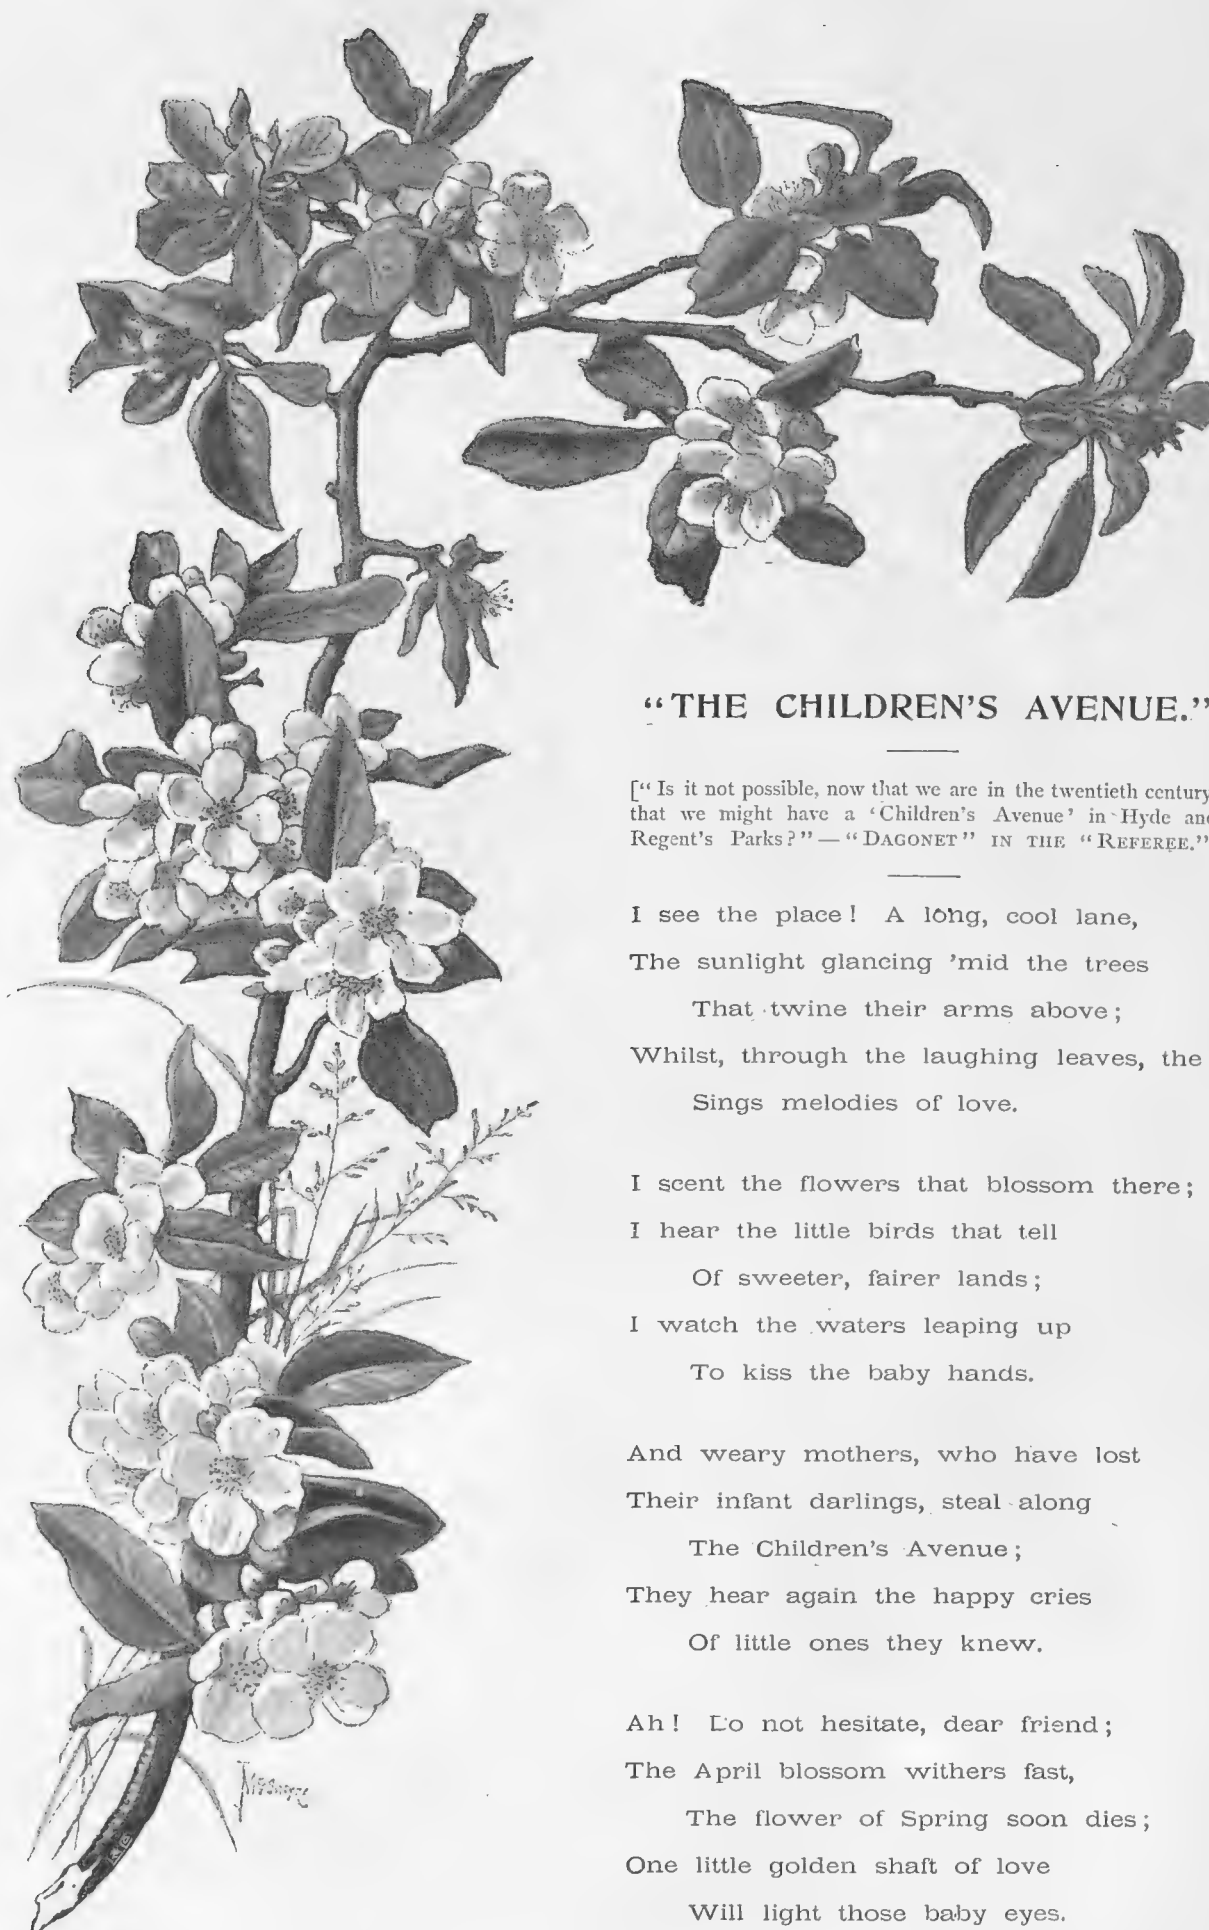 “THE CHILDREN’S AVENUE.”
[“Is it not possible, now that we are in the twentieth century
that we might have a ‘Children’s Avenue’ in Hyde and
Regent’s Parks?”—“DAGONET” IN THE “REFEREE.”
I see the place! A long, cool lane,
The sunlight glancing ’mid the trees
That twine their arms above;
Whilst, through the laughing leaves, the
Sings melodies of love.
I scent the flowers that blossom there;
I hear the little birds that tell
Of sweeter, fairer lands;
I watch the waters leaping up
To kiss the baby hands.
And weary mothers, who have lost
Their infant darlings, steal along
The Children’s Avenue;
They hear again the happy cries
Of little ones they knew.
Ah! Do not hesitate, dear friend;
The April blossom withers fast,
The flower of Spring soon dies;
One little golden shaft of love
Will light those baby eyes.